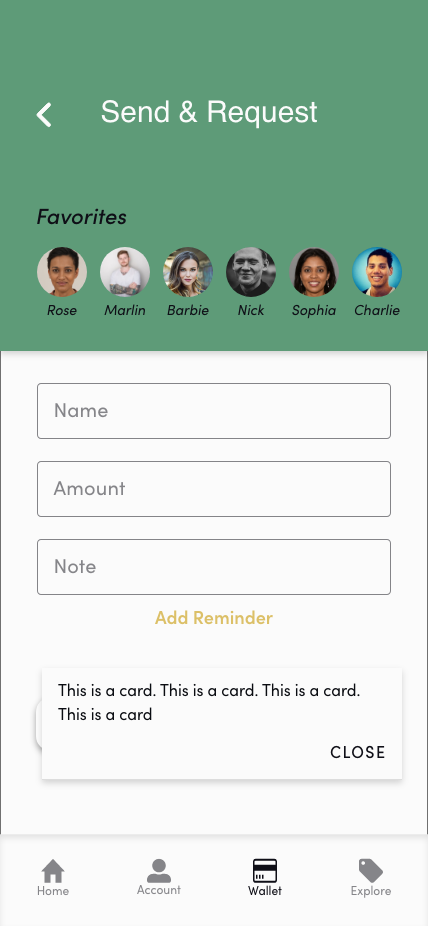 Send & Request
Favorites
Rose Marlin Barbie Nick Sophia Charlie
Name
Amount
Note
Add Reminder
This is a card. This is a card. This is a card.
This is a card
CLOSE
Home Account Wallet Explore